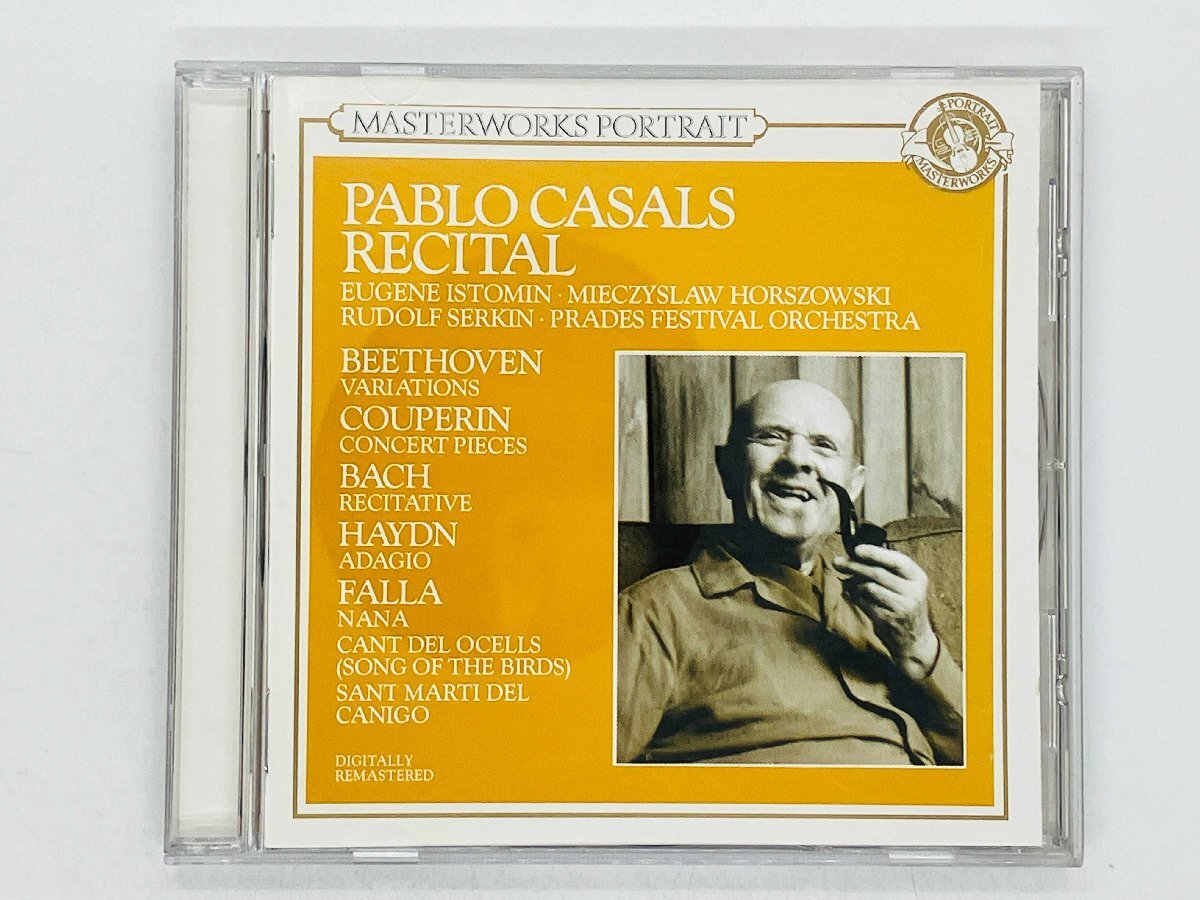 MASTERWORKS PORTRAIT
PORTRAIT
MASTERWORKS
PABLO CASALS
RECITAL
EUGENE ISTOMIN · MIECZYSLAW HORSZOWSKI
RUDOLF SERKIN · PRADES FESTIVAL ORCHESTRA
BEETHOVEN
VARIATIONS
COUPERIN
CONCERT PIECES
BACH
RECITATIVE
HAYDN
ADAGIO
FALLA
NANA
CANT DEL OCELLS
(SONG OF THE BIRDS)
SANT MARTI DEL
CANIGO
DIGITALLY
REMASTERED